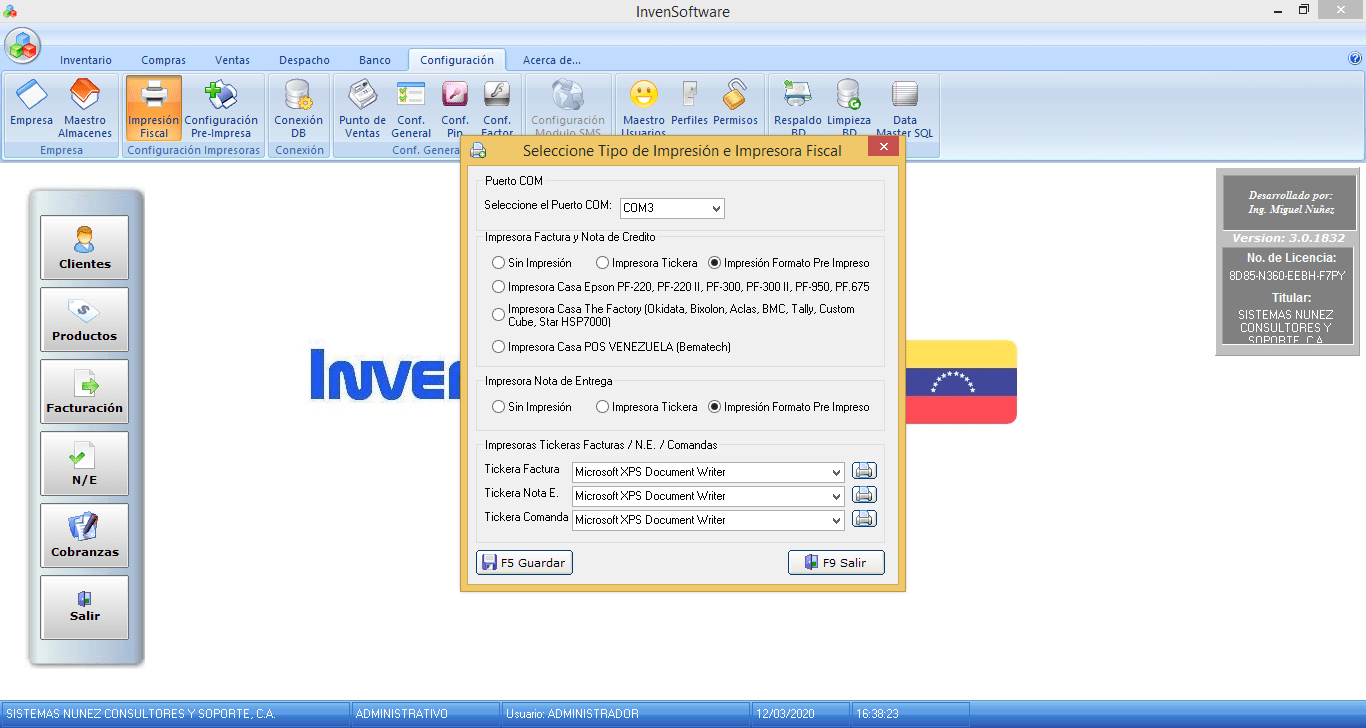 InvenSoftware
Inventario Compras Ventas Despacho Banco Configuración Acerca de...
Empresa
Maestro
Almacenes
Empresa
Impresión
Fiscal
Configuración
Pre-Impresa
Configuración Impresoras
Conexión
DB
Conexión
Punto de
Ventas
Conf.
General
Conf.
Pin
Conf.
Factor
Conf. Genera
Configuración
Modulo SMS
Maestro
Usuarios
Perfiles
Permisos
Respaldo
BD
Limpieza
BD
Data
Master SQL
Clientes
Productos
Facturación
N/E
Cobranzas
Salir
Inven
Seleccione Tipo de Impresión e Impresora Fiscal
Puerto COM
Seleccione el Puerto COM: COM3
Impresora Factura y Nota de Credito
Sin Impresión Impresora Tickera Impresión Formato Pre Impreso
Impresora Casa Epson PF-220, PF-220 II, PF-300, PF-300 II, PF-950, PF.675
Impresora Casa The Factory (Okidata, Bixolon, Aclas, BMC, Tally, Custom
Cube, Star HSP7000)
Impresora Casa POS VENEZUELA (Bematech)
Impresora Nota de Entrega
Sin Impresión Impresora Tickera Impresión Formato Pre Impreso
Impresoras Tickeras Facturas / N.E. / Comandas
Tickera Factura Microsoft XPS Document Writer
Tickera Nota E. Microsoft XPS Document Writer
Tickera Comanda Microsoft XPS Document Writer
F5 Guardar F9 Salir
Desarrollado por:
Ing. Miguel Nuñez
Version: 3.0.1832
No. de Licencia:
8D85-N360-EEBH-F7PY
Titular:
SISTEMAS NUNEZ
CONSULTORES Y
SOPORTE, C.A.
SISTEMAS NUNEZ CONSULTORES Y SOPORTE, C.A. ADMINISTRATIVO Usuario: ADMINISTRADOR 12/03/2020 16:38:23